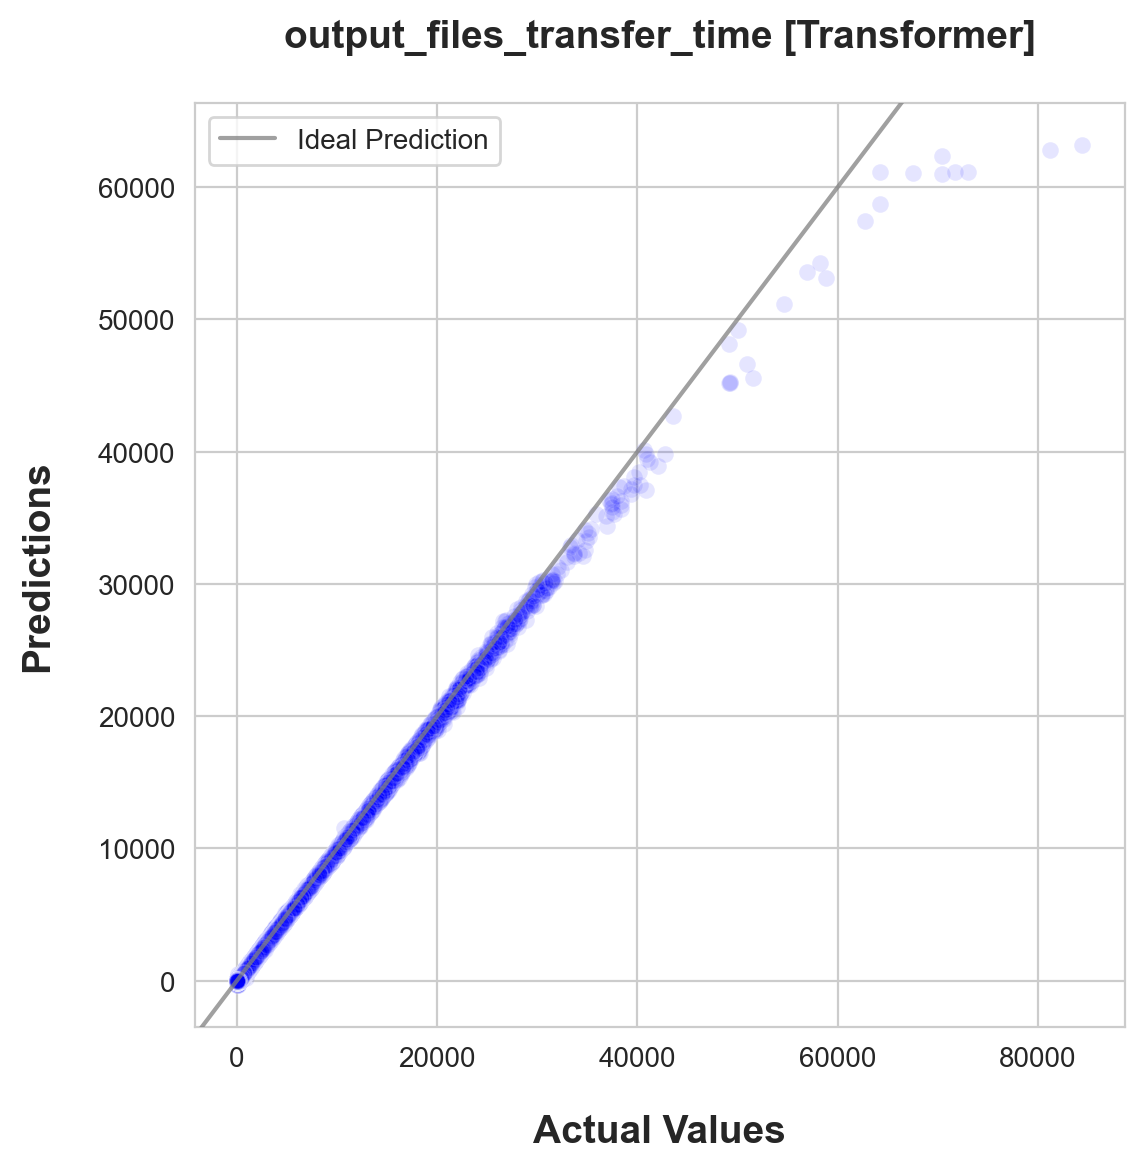 output_files_transfer_time [Transformer]
Ideal Prediction
60000
50000
40000
30000
20000
10000
0
Predictions
0 20000 40000 60000 80000
Actual Values